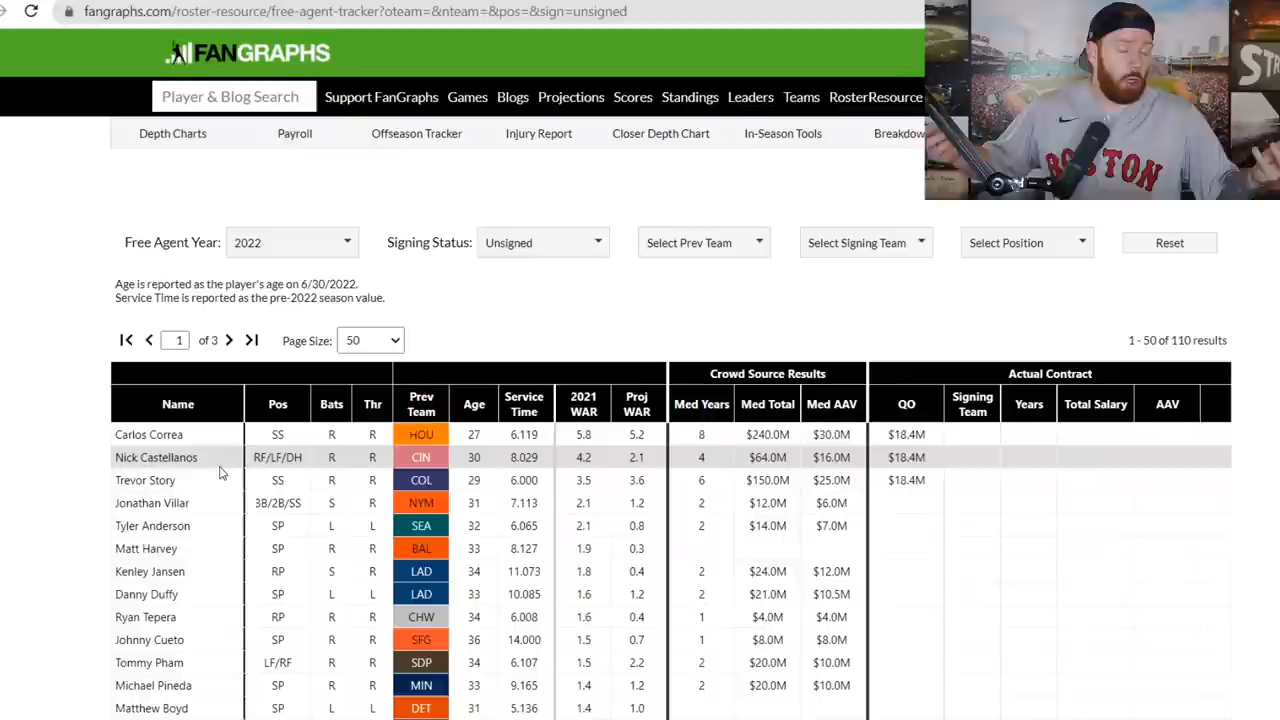 fangraphs.com/roster-resource/free-agent-tracker?oteam=&nteam=&pos=&sign=unsigned
FANGRAPHS
Player & Blog Search Support FanGraphs Games Blogs Projections Scores Standings Leaders Teams RosterResource
Depth Charts Payroll Offseason Tracker Injury Report Closer Depth Chart In-Season Tools Breakdow
BOSTON
ST
Free Agent Year: 2022 Signing Status: Unsigned Select Prev Team Select Signing Team Select Position Reset
Age is reported as the player's age on 6/30/2022.
Service Time is reported as the pre-2022 season value.
1 of 3 Page Size: 50 1 - 50 of 110 results
Crowd Source Results Actual Contract
Name Pos Bats Thr Prev Team Age Service Time 2021 WAR Proj WAR Med Years Med Total Med AAV QO Signing Team Years Total Salary AAV
Carlos Correa SS R R HOU 27 6.119 5.8 5.2 8 $240.0M $30.0M $18.4M
Nick Castellanos RF/LF/DH R R CIN 30 8.029 4.2 2.1 4 $64.0M $16.0M $18.4M
Trevor Story SS R R COL 29 6.000 3.5 3.6 6 $150.0M $25.0M $18.4M
Jonathan Villar 3B/2B/SS S R NYM 31 7.113 2.1 1.2 2 $12.0M $6.0M
Tyler Anderson SP L L SEA 32 6.065 2.1 0.8 2 $14.0M $7.0M
Matt Harvey SP R R BAL 33 8.127 1.9 0.3
Kenley Jansen RP S R LAD 34 11.073 1.8 0.4 2 $24.0M $12.0M
Danny Duffy SP L L LAD 33 10.085 1.6 1.2 2 $21.0M $10.5M
Ryan Tepera RP R R CHW 34 6.008 1.6 0.4 1 $4.0M $4.0M
Johnny Cueto SP R R SFG 36 14.000 1.5 0.7 1 $8.0M $8.0M
Tommy Pham LF/RF R R SDP 34 6.107 1.5 2.2 2 $20.0M $10.0M
Michael Pineda SP R R MIN 33 9.165 1.4 1.2 2 $20.0M $10.0M
Matthew Boyd SP L L DET 31 5.136 1.4 1.0